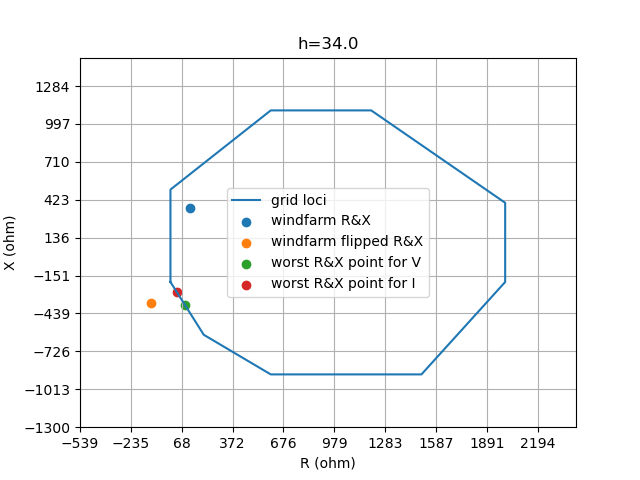 h=34.0
1284
997
710
423
136
−151
−439
−726
−1013
−1300
X (ohm)
grid loci
windfarm R&X
windfarm flipped R&X
worst R&X point for V
worst R&X point for I
−539 −235 68 372 676 979 1283 1587 1891 2194
R (ohm)